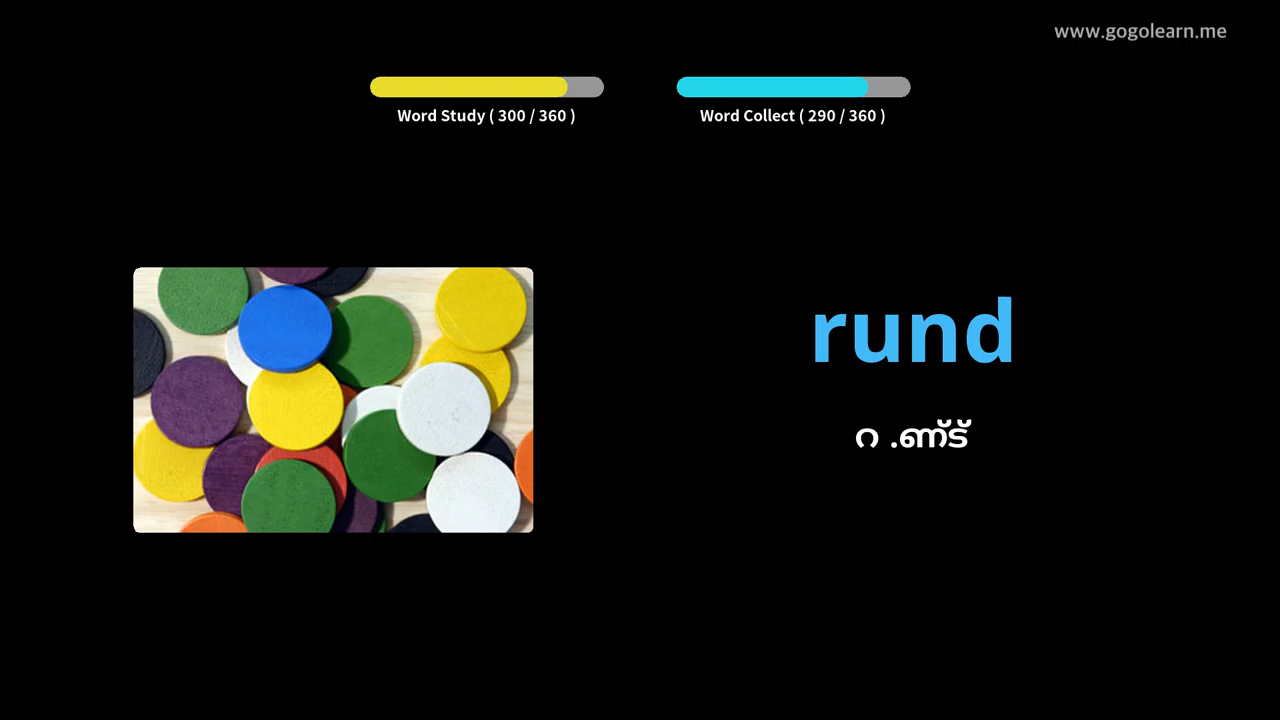 www.gogolearn.me
Word Study ( 300 / 360 )
Word Collect ( 290 / 360 )
rund
റ .ണ്ട്